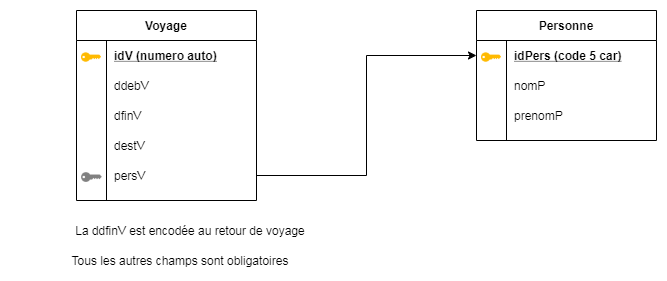 Voyage
idV (numero auto)
ddebV
dfinV
destV
persV
Personne
idPers (code 5 car)
nomP
prenomP
La ddfinV est encodée au retour de voyage
Tous les autres champs sont obligatoires